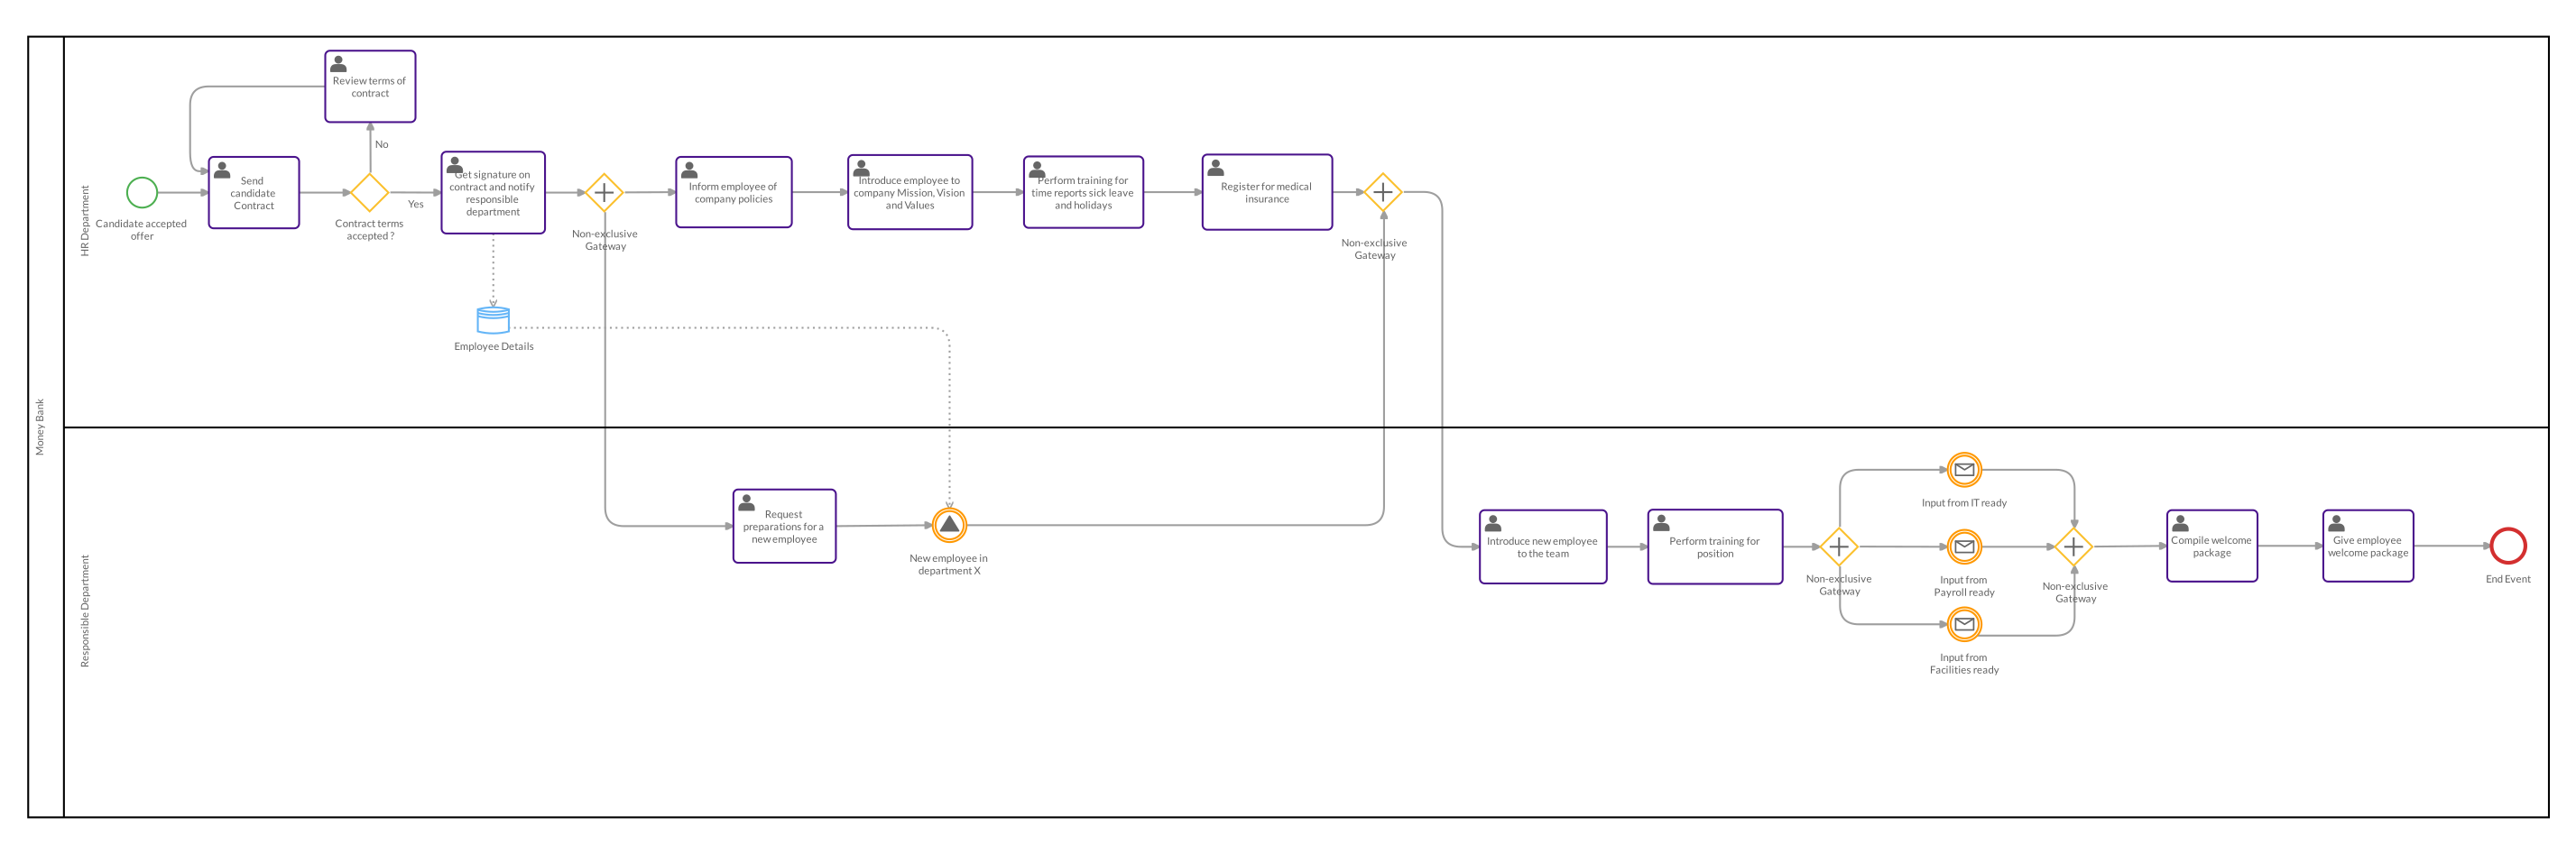 Money Bank
HR Department
Review terms of
contract
No
Candidate accepted
offer
Send
candidate
Contract
Contract terms
accepted ?
Yes
Get signature on
contract and notify
responsible
department
Non-exclusive
Gateway
Inform employee of
company policies
Introduce employee to
company Mission, Vision
and Values
Perform training for
time reports sick leave
and holidays
Register for medical
insurance
Non-exclusive
Gateway
Employee Details
Responsible Department
Request
preparations for a
new employee
New employee in
department X
Introduce new employee
to the team
Perform training for
position
Non-exclusive
Gateway
Input from IT ready
Input from
Payroll ready
Input from
Facilities ready
Non-exclusive
Gateway
Compile welcome
package
Give employee
welcome package
End Event